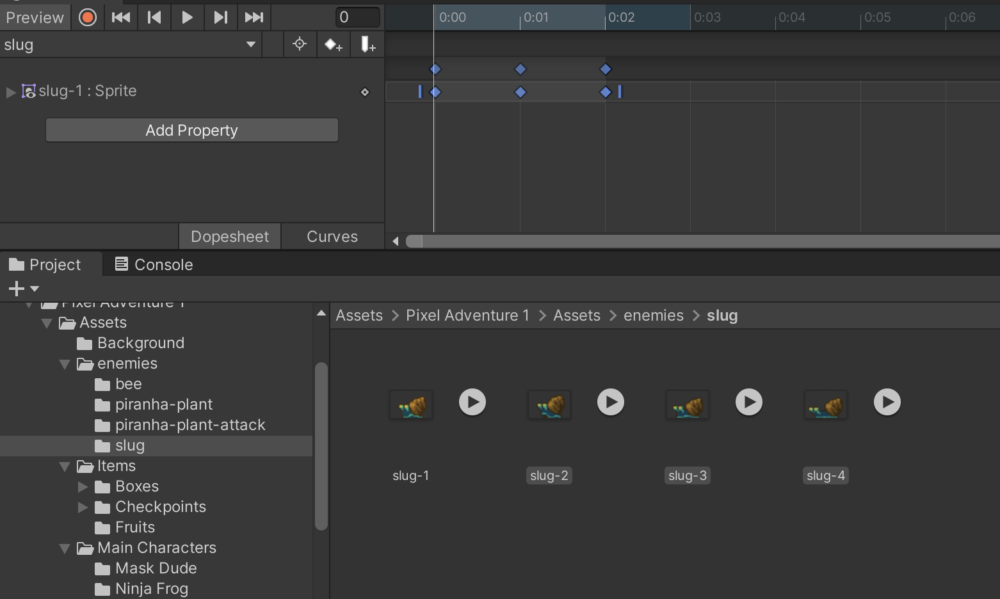 Preview 0 0:00 0:01 0:02 0:03 0:04 0:05 0:06
slug
slug-1 : Sprite
Add Property
Dopesheet Curves
Project Console
Pixel Adventure 1
Assets
Background
enemies
bee
piranha-plant
piranha-plant-attack
slug
Items
Boxes
Checkpoints
Fruits
Main Characters
Mask Dude
Ninja Frog
Assets > Pixel Adventure 1 > Assets > enemies > slug
slug-1 slug-2 slug-3 slug-4